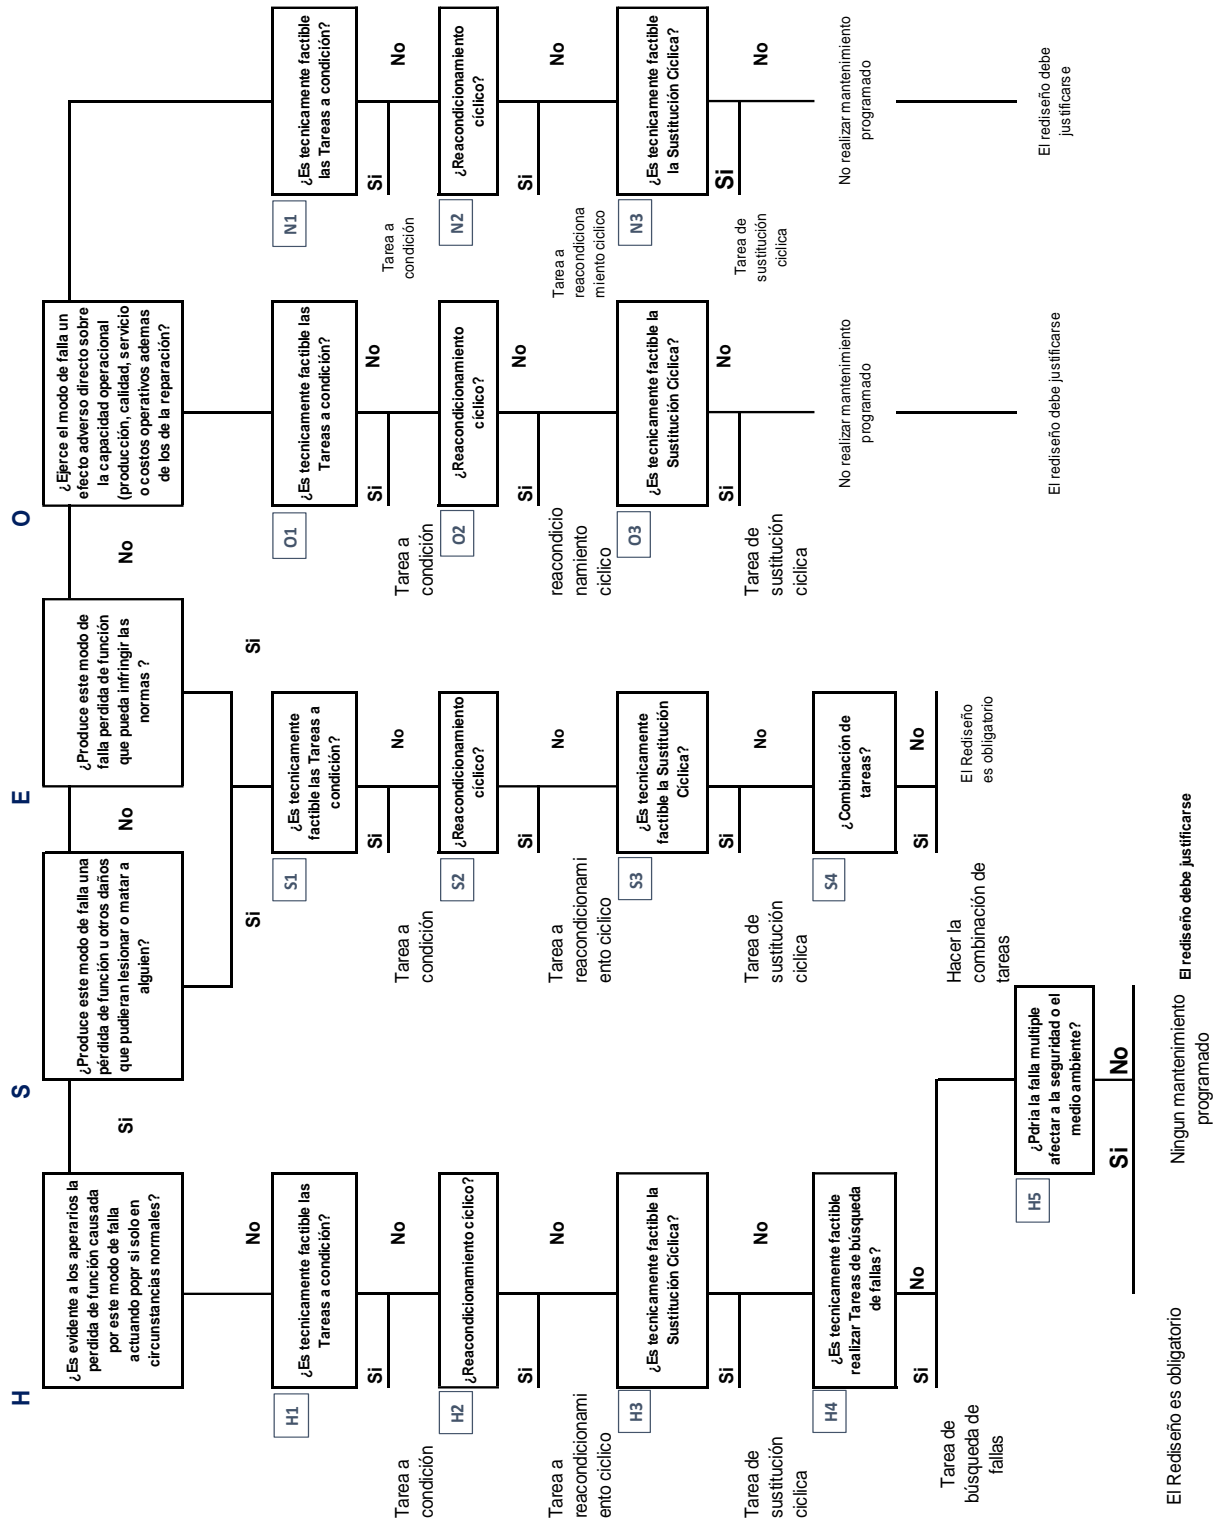 H
S
E
O
¿Es evidente a los aperarios la
perdida de función causada
por este modo de falla
actuando popr si solo en
circunstancias normales?
Si
¿Produce este modo de falla una
pérdida de función u otros daños
que pudieran lesionar o matar a
alguien?
No
¿Produce este modo de
falla perdida de función
que pueda infringir las
normas ?
No
¿Ejerce el modo de falla un
efecto adverso directo sobre
la capacidad operacional
(producción, calidad, servicio
o costos operativos ademas
de los de la reparación?
No
Si
Si
H1
¿Es tecnicamente factible las
Tareas a condición?
Si
No
Tarea a
condición
H2
¿Reacondicionamiento cíclico?
Si
No
Tarea a
reacondicionami
ento ciclico
H3
¿Es tecnicamente factible la
Sustitución Cíclica?
Si
No
Tarea de
sustitución
ciclica
H4
¿Es tecnicamente factible
realizar Tareas de búsqueda
de fallas?
Si
No
Tarea de
búsqueda de
fallas
H5
¿Pdria la falla multiple
afectar a la seguridad o el
medio ambiente?
Si
No
El Rediseño es obligatorio
Ningun mantenimiento
programado
El rediseño debe justificarse
S1
¿Es tecnicamente
factible las Tareas a
condición?
Si
No
Tarea a
condición
S2
¿Reacondicionamiento
cíclico?
Si
No
Tarea a
reacondicionami
ento ciclico
S3
¿Es tecnicamente
factible la Sustitución
Cíclica?
Si
No
Tarea de
sustitución
ciclica
S4
¿Combinación de
tareas?
Si
No
Hacer la
combinación de
tareas
El Rediseño
es obligatorio
O1
¿Es tecnicamente factible las
Tareas a condición?
Si
No
Tarea a
condición
O2
¿Reacondicionamiento
cíclico?
Si
No
reacondicio
namiento
ciclico
O3
¿Es tecnicamente factible la
Sustitución Cíclica?
Si
No
Tarea de
sustitución
ciclica
No realizar mantenimiento
programado
El rediseño debe justificarse
N1
¿Es tecnicamente factible
las Tareas a condición?
Si
No
Tarea a
condición
N2
¿Reacondicionamiento
cíclico?
Si
No
Tarea a
reacondiciona
miento ciclico
N3
¿Es tecnicamente factible
la Sustitución Cíclica?
Si
No
Tarea de
sustitución
ciclica
No realizar mantenimiento
programado
El rediseño debe
justificarse